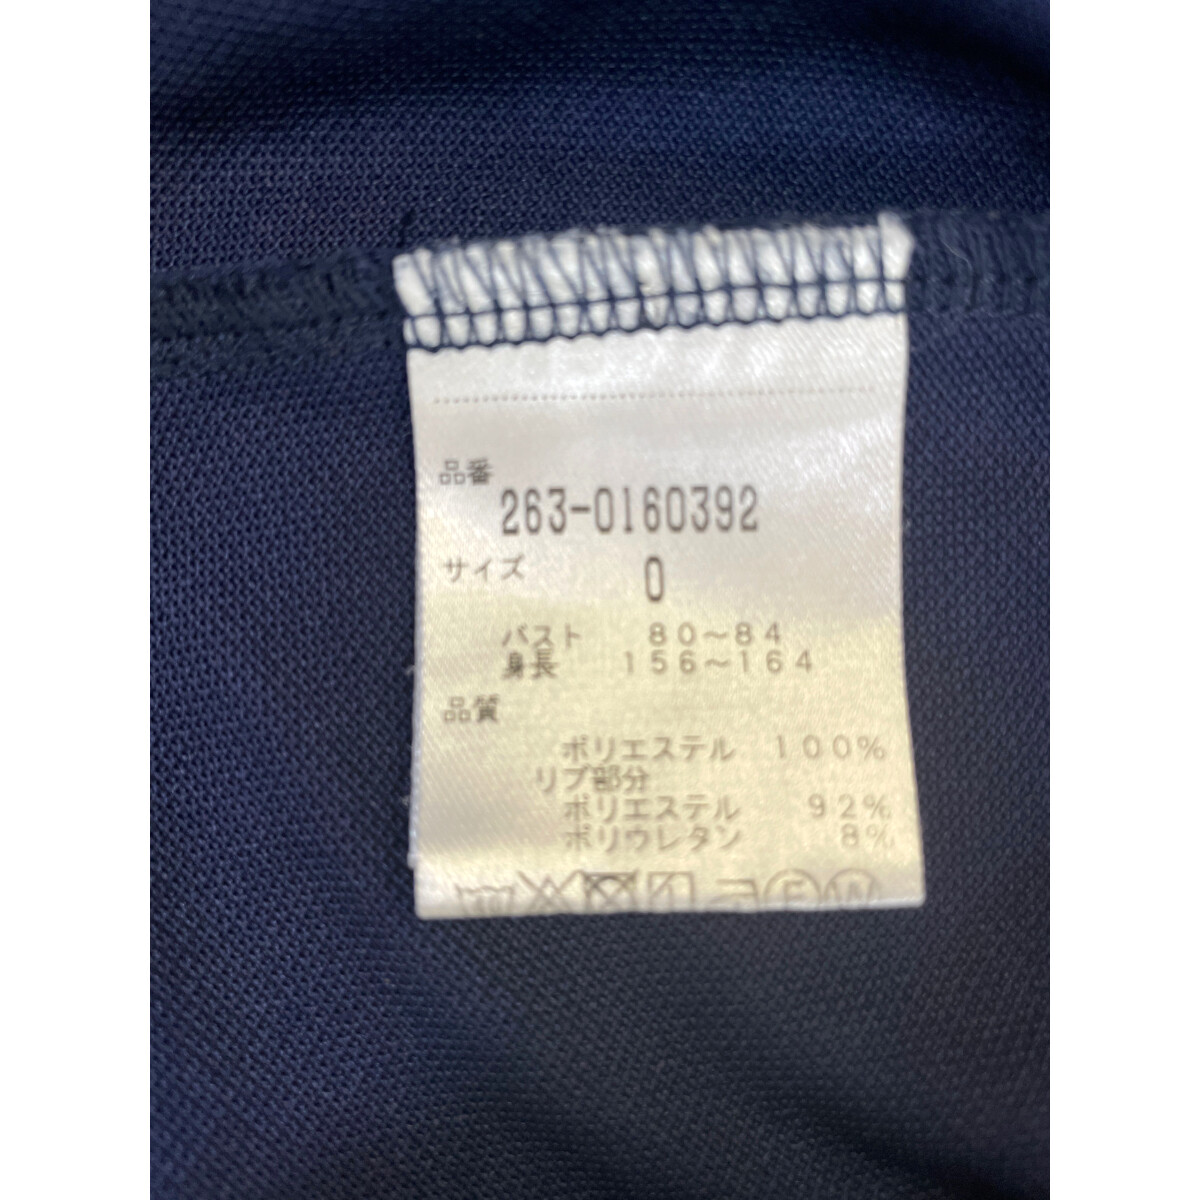 品番
263-0160392
サイズ 0
バスト 80～84
身長 156～164
品質
ポリエステル 100%
リブ部分
ポリエステル 92%
ポリウレタン 8%